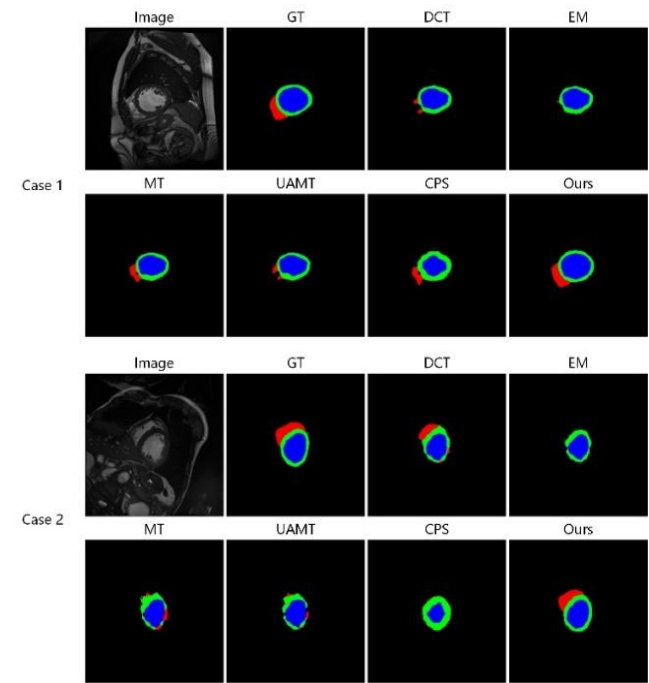 Image GT DCT EM
Case 1
MT UAMT CPS Ours
Image GT DCT EM
Case 2
MT UAMT CPS Ours